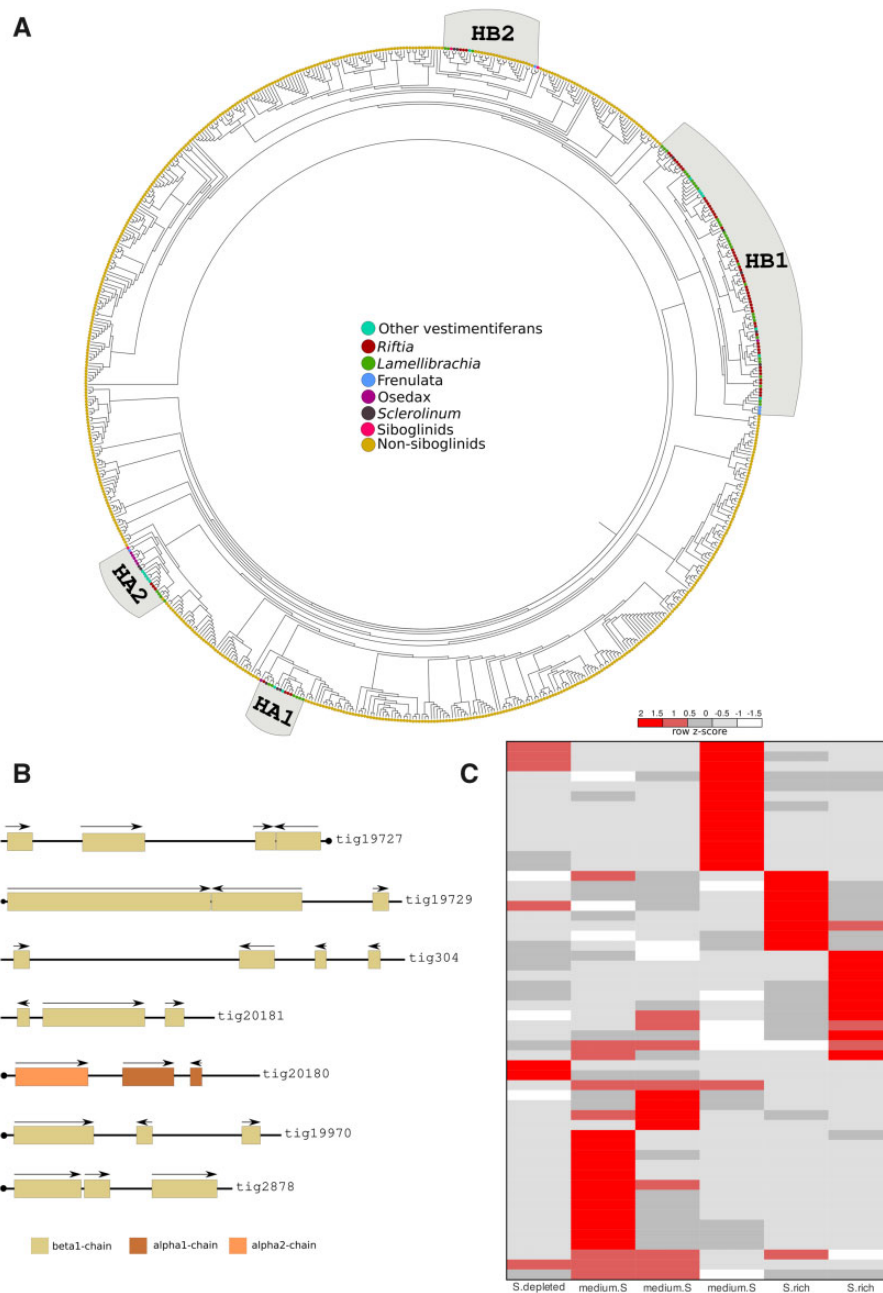 A
HB2
HB1
Other vestimentiferans
Riftia
Lamellibrachia
Frenulata
Osedax
Sclerolinum
Siboglinids
Non-siboglinids
HA2
HA1
2 1.5 1 0.5 0 -0.5 -1 -1.5
row z-score
B
C
tig19727
tig19729
tig304
tig20181
tig20180
tig19970
tig2878
beta1-chain alpha1-chain alpha2-chain
S.depleted medium.S medium.S medium.S S.rich S.rich